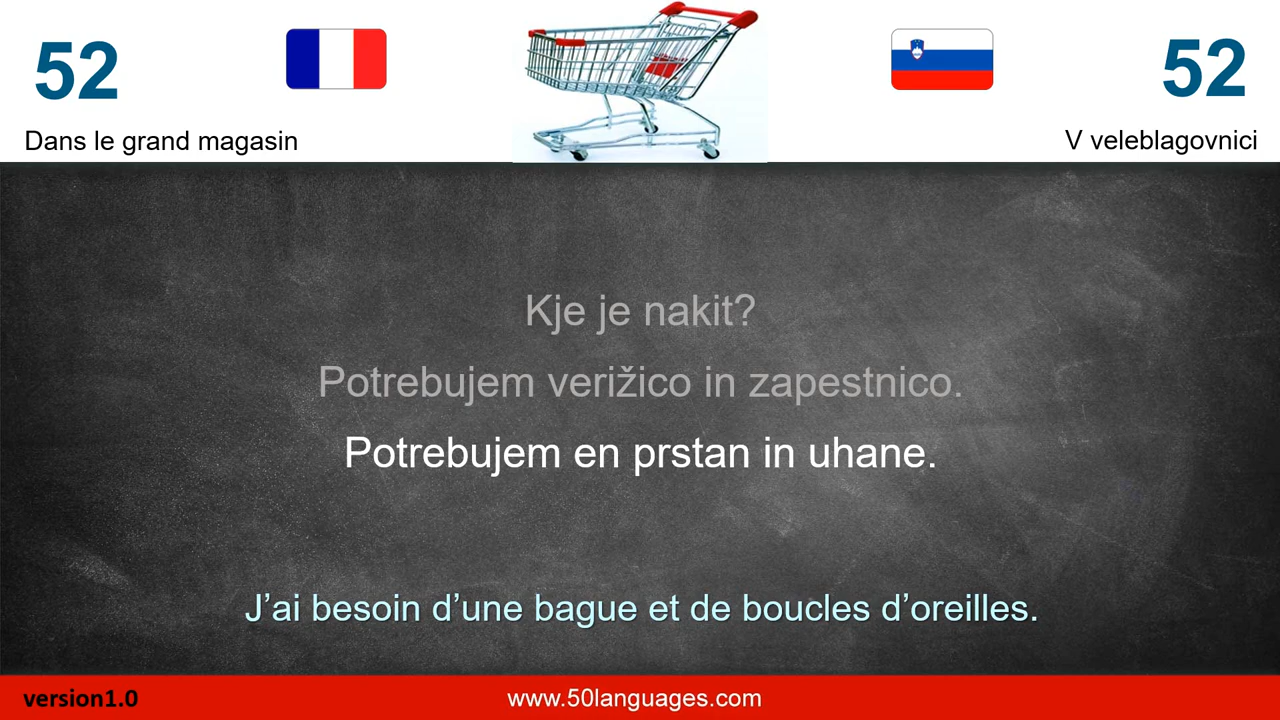 52
52
Dans le grand magasin
V veleblagovnici
Kje je nakit?
Potrebujem verižico in zapestnico.
Potrebujem en prstan in uhane.
J’ai besoin d’une bague et de boucles d’oreilles.
version1.0
www.50languages.com